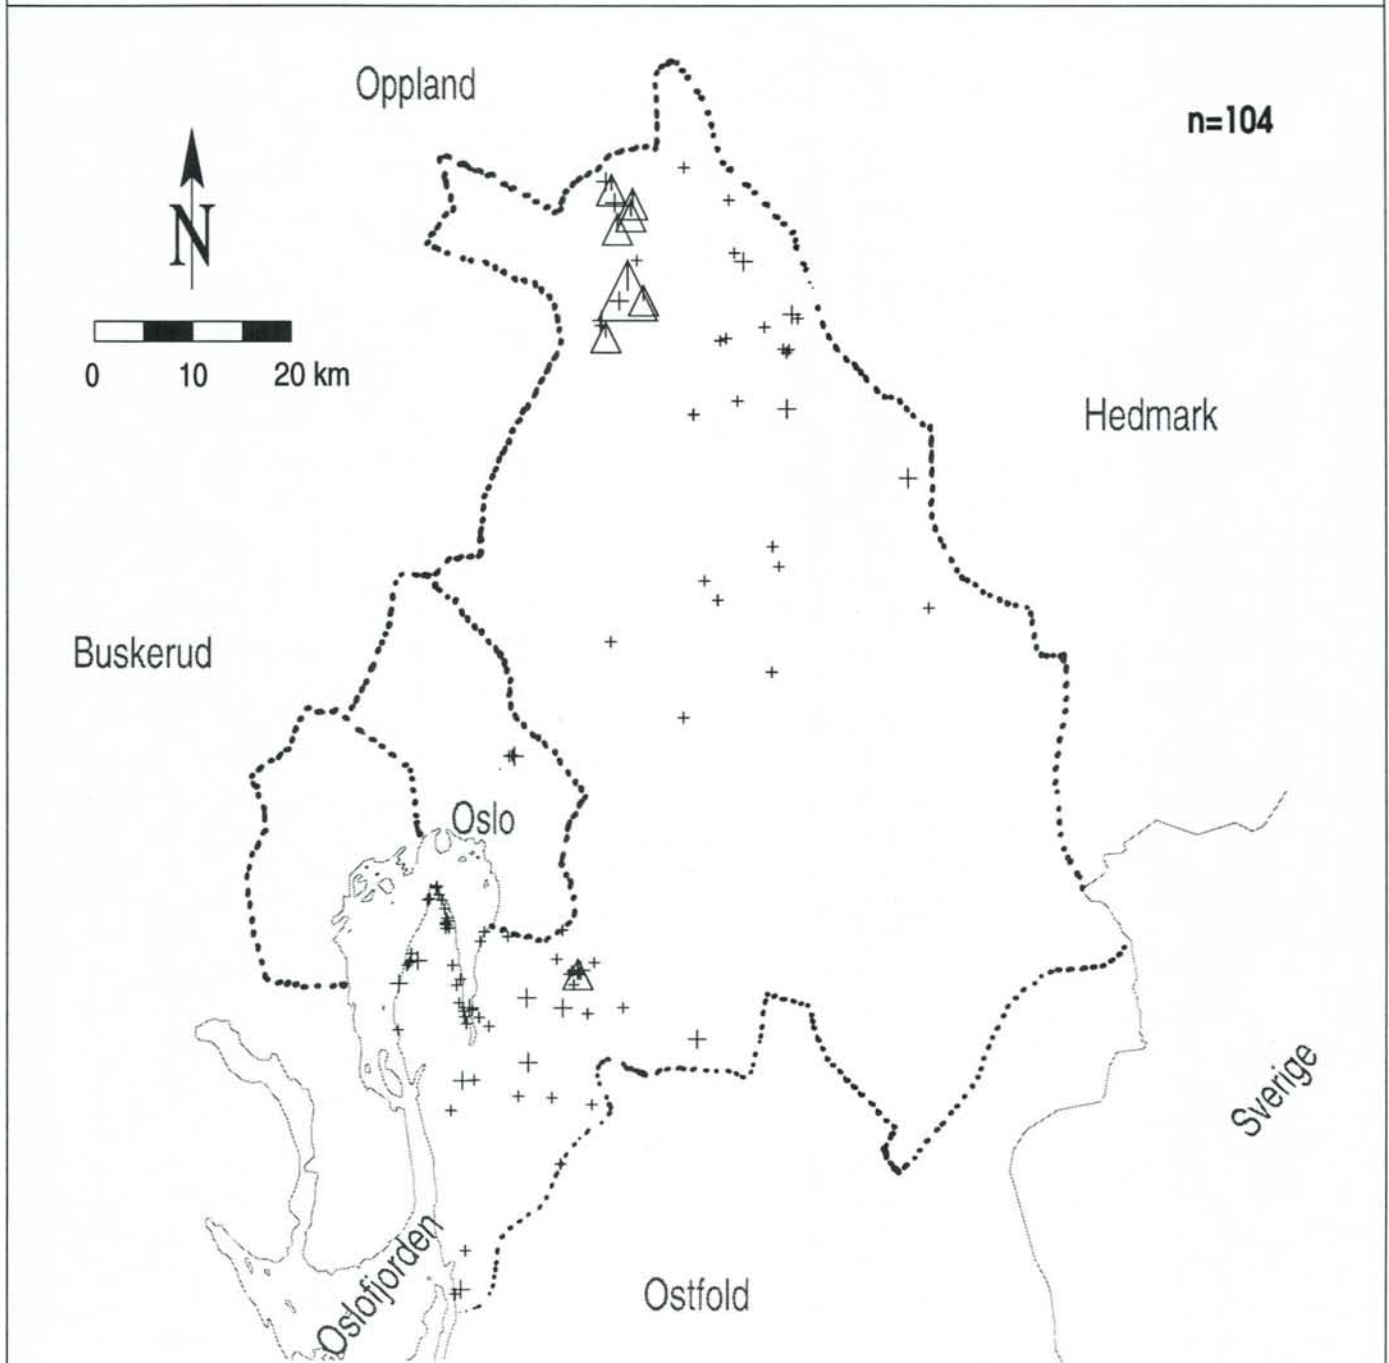 Oppland
n=104
N
0 10 20 km
Hedmark
Buskerud
Oslo
Sverige
Oslofjorden
Ostfold